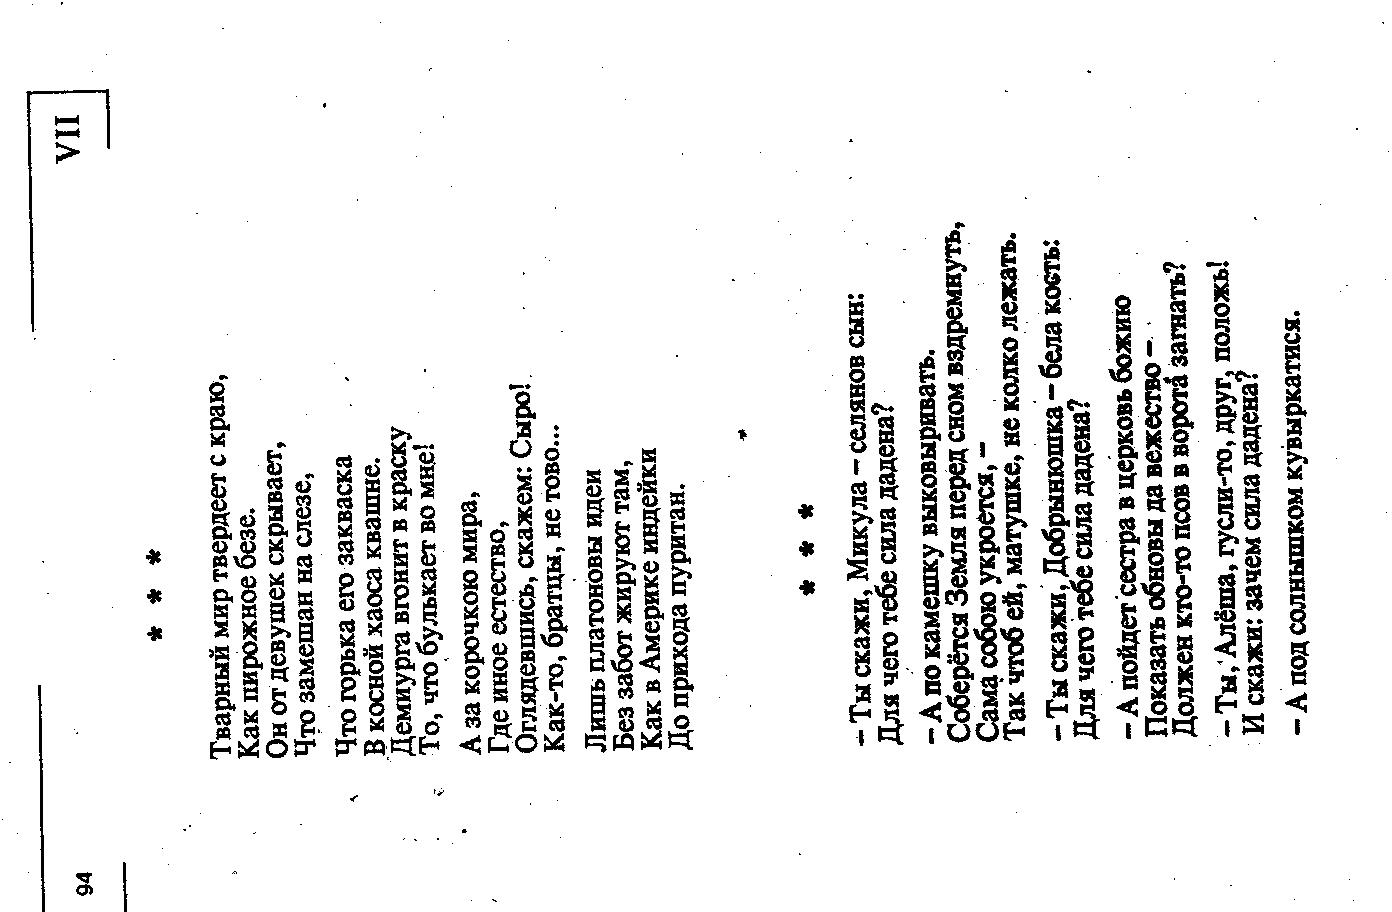 94
VII
* * *
Тварный мир твердеет с краю,
Как пирожное безе.
Он от девушек скрывает,
Что замешан на слезе,
Что горька его закваска
В косной хаоса квашне.
Демиурга вгонит в краску
То, что булькает во мне!
А за корочкою мира,
Где иное естество,
Оглядевшись, скажем: Сыро!
Как-то, братцы, не тово...
Лишь платоновы идеи
Без забот жируют там,
Как в Америке индейки
До прихода пуритан.
* * *
– Ты скажи, Микула – селянов сын:
Для чего тебе сила дадена?
– А по камешку выковыривать.
Соберётся Земля перед сном вздремнуть,
Сама собою укроется, –
Так чтоб ей, матушке, не колко лежать.
– Ты скажи, Добрынюшка – бела кость:
Для чего тебе сила дадена?
– А пойдет сестра в церковь божию
Показать обновы да вежество –
Должен кто-то псов в ворота́ загнать?
– Ты, Алёша, гусли-то, друг, положь!
И скажи: зачем сила дадена?
– А под солнышком кувыркатися.